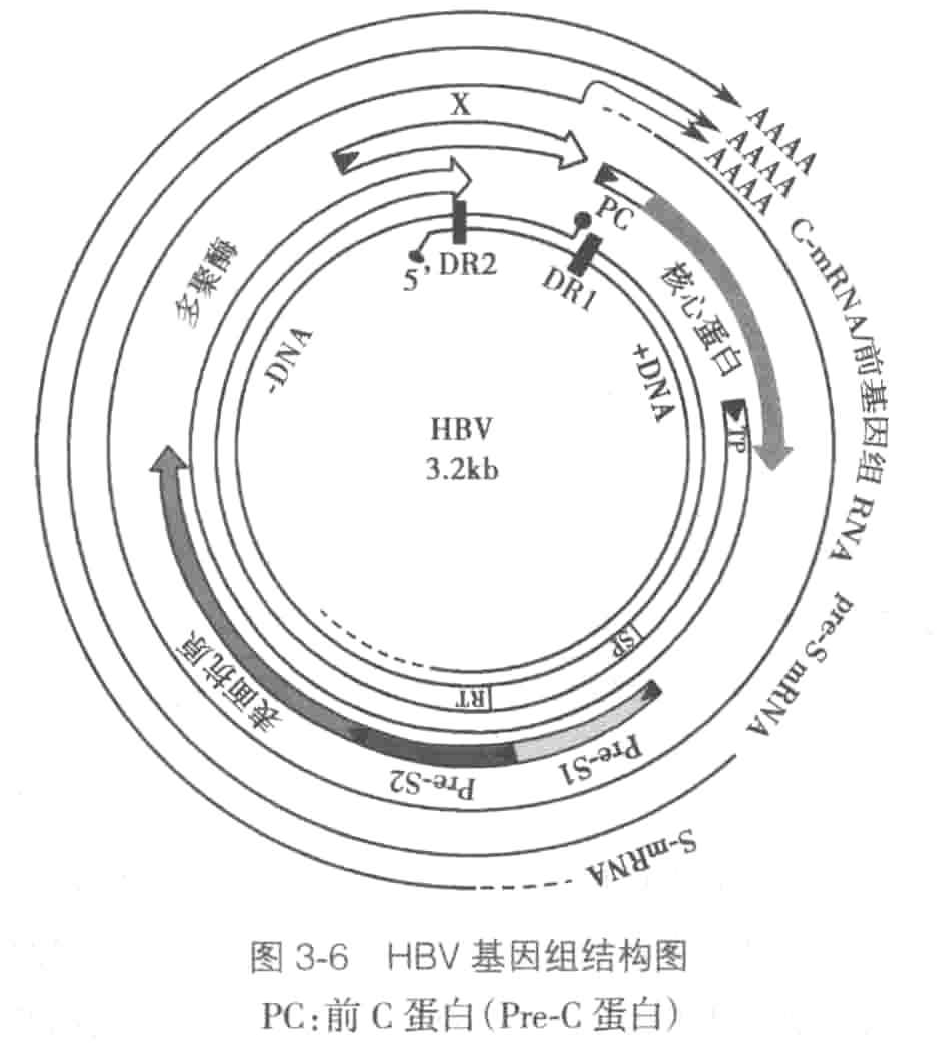 X
AAAA
AAAA
AAAA
PC
多聚酶
5',DR2
DR1
核心蛋白
C-mRNA/前基因组 RNA
-DNA
+DNA
TP
HBV
3.2kb
pre-S mRNA
SP
RT
表面抗原
Pre-S1
Pre-S2
S-mRNA
图 3-6 HBV 基因组结构图
PC:前 C 蛋白(Pre-C 蛋白)